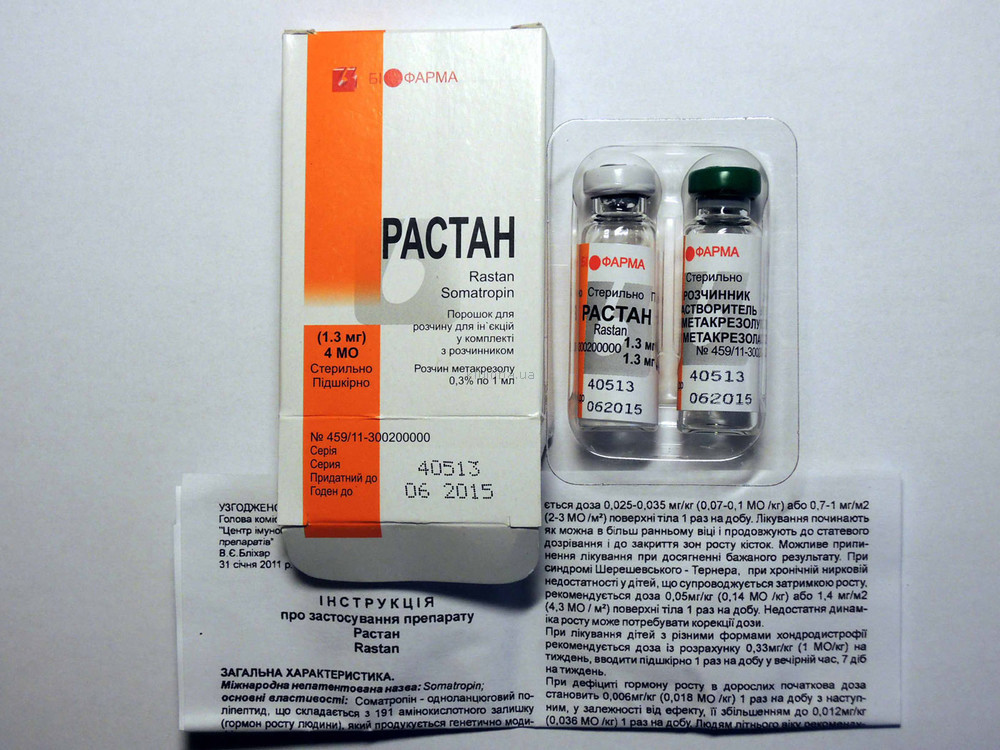 БІОФАРМА
РАСТАН
Rastan
Somatropin
Порошок для
розчину для ін`єкцій
у комплекті
з розчинником
Розчин метакрезолу
0,3% по 1 мл
(1.3 мг)
4 МО
Стерильно
Підшкірно
№ 459/11-300200000
Серія
Серия
Придатний до
Годен до
40513
06 2015
БІОФАРМА
Стерильно
РАСТАН
Rastan
000200000 1.3 мг
1.3 мг
40513
062015
ФАРМА
Стерильно
РОЗЧИННИК
АСТВОРИТЕЛЬ
МЕТАКРЕЗОЛУ
МЕТАКРЕЗОЛА
№ 459/11-300
40513
062015
УЗГОДЖЕНО
Голова комі
"Центр імуно
препаратів"
В.Є.Бліхар
31 січня 2011 р.
ІНСТРУКЦІЯ
про застосування препарату
Растан
Rastan
ЗАГАЛЬНА ХАРАКТЕРИСТИКА.
Міжнародна непатентована назва: Somatropin;
основні властивості: Соматропін - одноланцюговий по-
ліпептид, що складається з 191 амінокислотного залишку
(гормон росту людини), який продукується генетично моди-
ється доза 0,025-0,035 мг/кг (0,07-0,1 МО /кг) або 0,7-1 мг/м2
(2-3 МО /м²) поверхні тіла 1 раз на добу. Лікування починають
як можна в більш ранньому віці і продовжують до статевого
дозрівання і до закриття зон росту кісток. Можливе припи-
нення лікування при досягненні бажаного результату. При
синдромі Шерешевського - Тернера, при хронічній нирковій
недостатності у дітей, що супроводжується затримкою росту,
рекомендується доза 0,05мг/кг (0,14 МО /кг) або 1,4 мг/м2
(4,3 МО / м²) поверхні тіла 1 раз на добу. Недостатня динамі-
ка росту може потребувати корекції дози.
При лікування дітей з різними формами хондродистрофії
рекомендується доза із розрахунку 0,33мг/кг (1 МО/кг) на
тиждень, вводити підшкірно 1 раз на добу у вечірній час, 7 діб
на тиждень.
При дефіциті гормону росту в дорослих початкова доза
становить 0,006мг/кг (0,018 МО /кг) 1 раз на добу з наступ-
ним, у залежності від ефекту, її збільшенням до 0,012мг/кг
(0,036 МО /кг) 1 раз на добу. Людям літнього віку рекоменда-